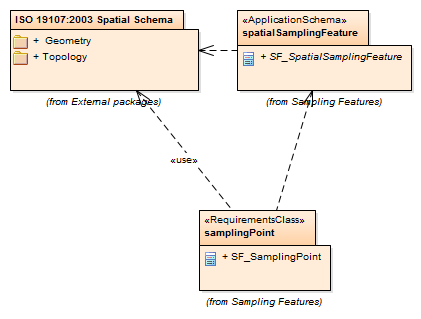 ISO 19107:2003 Spatial Schema
+ Geometry
+ Topology
(from External packages)
«ApplicationSchema»
spatialSamplingFeature
+ SF_SpatialSamplingFeature
(from Sampling Features)
«use»
«RequirementsClass»
samplingPoint
+ SF_SamplingPoint
(from Sampling Features)